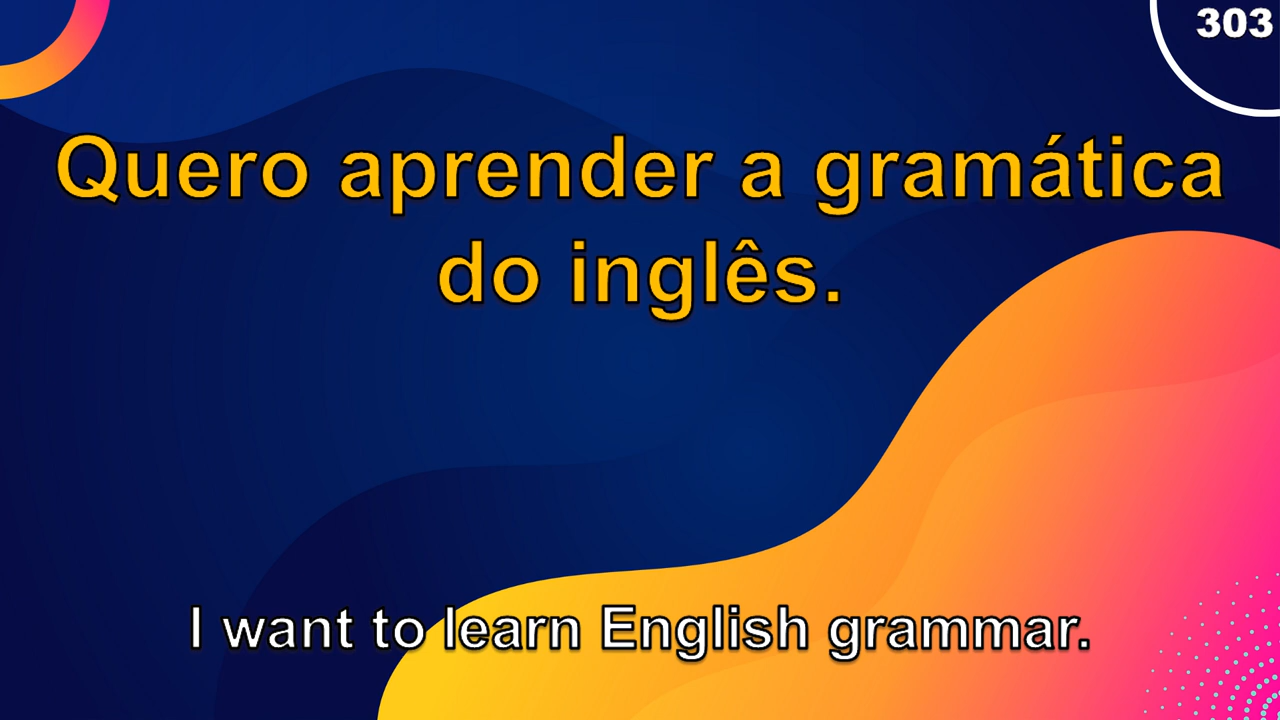 303
Quero aprender a gramática
do inglês.
I want to learn English grammar.